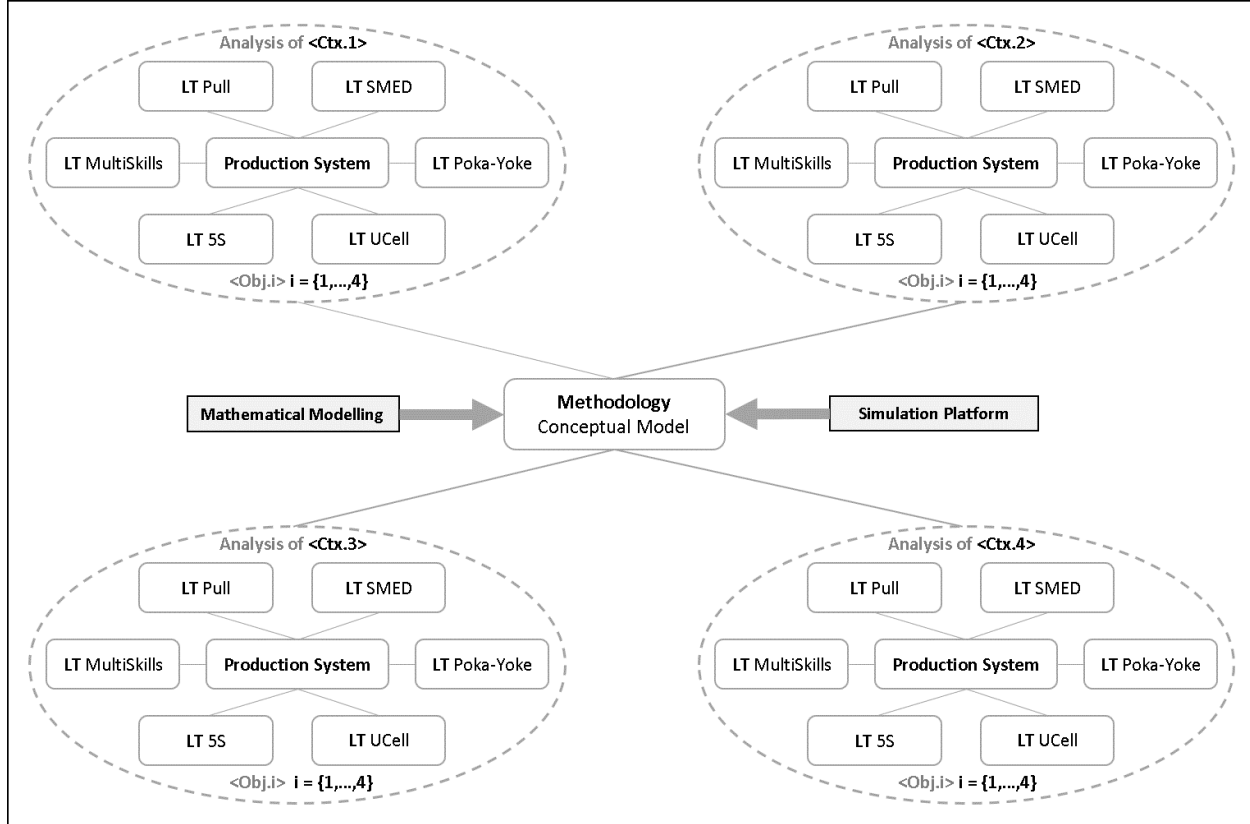 Analysis of <Ctx.1>
LT Pull
LT SMED
LT MultiSkills
Production System
LT Poka-Yoke
LT 5S
LT UCell
<Obj.i> i = {1,...,4}
Analysis of <Ctx.2>
LT Pull
LT SMED
LT MultiSkills
Production System
LT Poka-Yoke
LT 5S
LT UCell
<Obj.i> i = {1,...,4}
Mathematical Modelling
Methodology
Conceptual Model
Simulation Platform
Analysis of <Ctx.3>
LT Pull
LT SMED
LT MultiSkills
Production System
LT Poka-Yoke
LT 5S
LT UCell
<Obj.i> i = {1,...,4}
Analysis of <Ctx.4>
LT Pull
LT SMED
LT MultiSkills
Production System
LT Poka-Yoke
LT 5S
LT UCell
<Obj.i> i = {1,...,4}